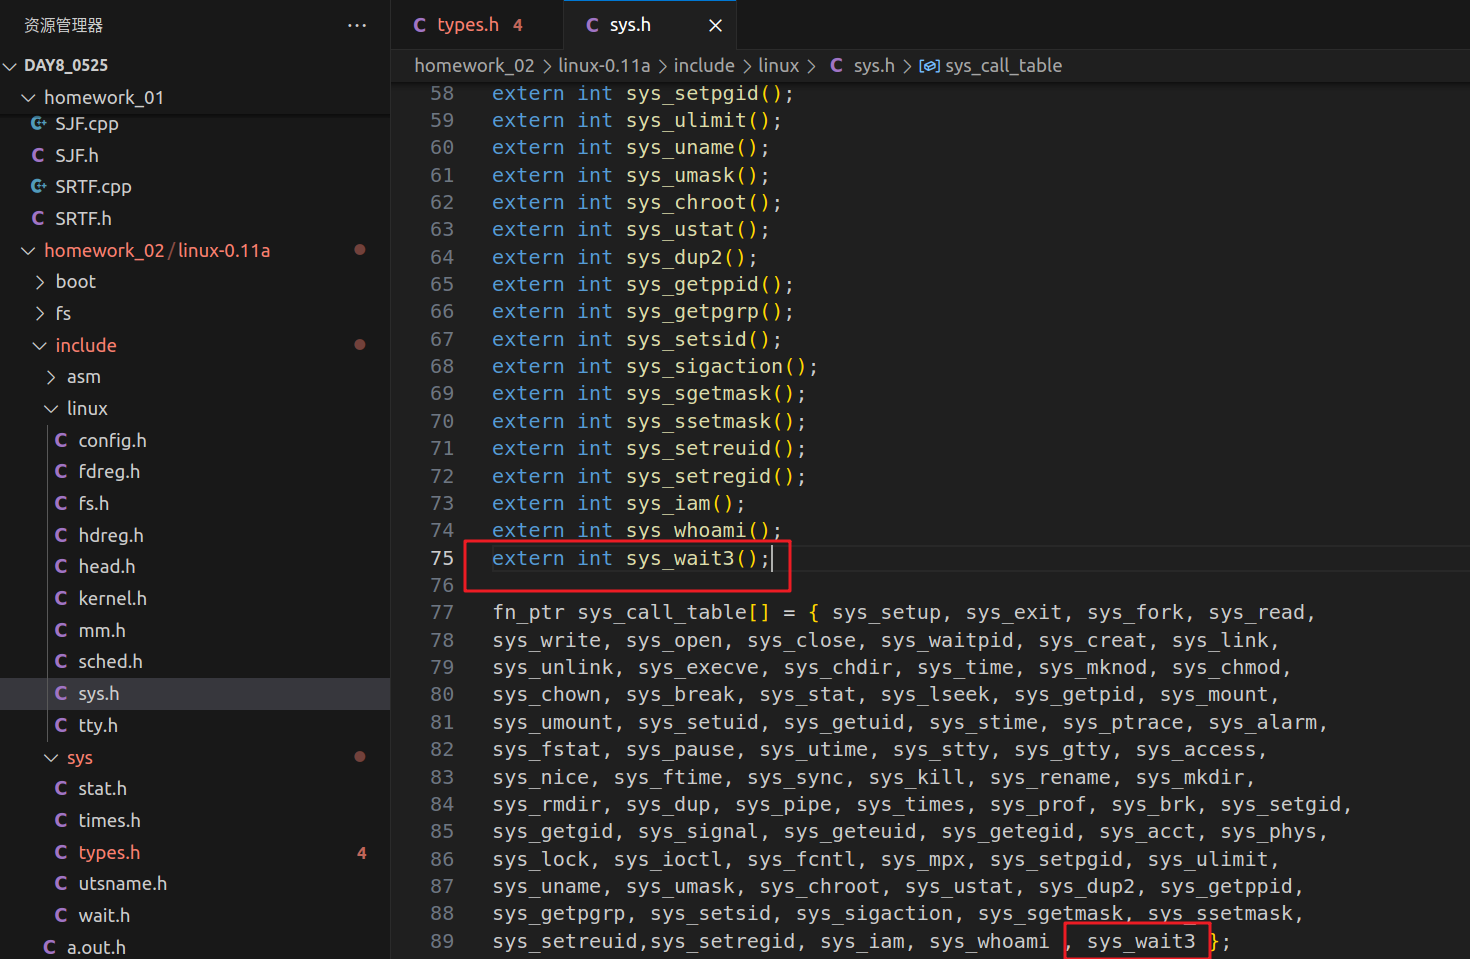 资源管理器
DAY8_0525
homework_01
SJF.cpp
C SJF.h
SRTF.cpp
C SRTF.h
homework_02/linux-0.11a
boot
fs
include
asm
linux
C config.h
C fdreg.h
C fs.h
C hdreg.h
C head.h
C kernel.h
C mm.h
C sched.h
C sys.h
C tty.h
sys
C stat.h
C times.h
C types.h 4
C utsname.h
C wait.h
C a.out.h
C types.h 4
C sys.h
homework_02 > linux-0.11a > include > linux > C sys.h > sys_call_table
58 extern int sys_setpgid();
59 extern int sys_ulimit();
60 extern int sys_uname();
61 extern int sys_umask();
62 extern int sys_chroot();
63 extern int sys_ustat();
64 extern int sys_dup2();
65 extern int sys_getppid();
66 extern int sys_getpgrp();
67 extern int sys_setsid();
68 extern int sys_sigaction();
69 extern int sys_sgetmask();
70 extern int sys_ssetmask();
71 extern int sys_setreuid();
72 extern int sys_setregid();
73 extern int sys_iam();
74 extern int sys_whoami();
75 extern int sys_wait3();
76
77 fn_ptr sys_call_table[] = { sys_setup, sys_exit, sys_fork, sys_read,
78 sys_write, sys_open, sys_close, sys_waitpid, sys_creat, sys_link,
79 sys_unlink, sys_execve, sys_chdir, sys_time, sys_mknod, sys_chmod,
80 sys_chown, sys_break, sys_stat, sys_lseek, sys_getpid, sys_mount,
81 sys_umount, sys_setuid, sys_getuid, sys_stime, sys_ptrace, sys_alarm,
82 sys_fstat, sys_pause, sys_utime, sys_stty, sys_gtty, sys_access,
83 sys_nice, sys_ftime, sys_sync, sys_kill, sys_rename, sys_mkdir,
84 sys_rmdir, sys_dup, sys_pipe, sys_times, sys_prof, sys_brk, sys_setgid,
85 sys_getgid, sys_signal, sys_geteuid, sys_getegid, sys_acct, sys_phys,
86 sys_lock, sys_ioctl, sys_fcntl, sys_mpx, sys_setpgid, sys_ulimit,
87 sys_uname, sys_umask, sys_chroot, sys_ustat, sys_dup2, sys_getppid,
88 sys_getpgrp, sys_setsid, sys_sigaction, sys_sgetmask, sys_ssetmask,
89 sys_setreuid,sys_setregid, sys_iam, sys_whoami , sys_wait3 };